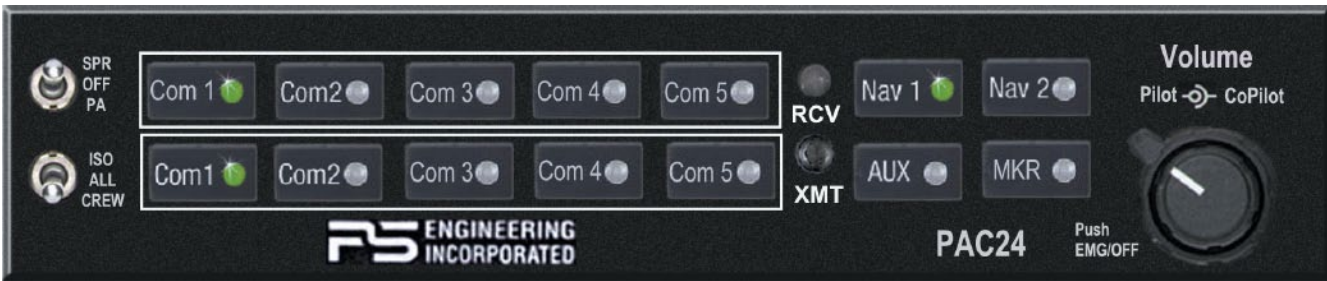 SPR
OFF
PA
Com 1 Com2 Com 3 Com 4 Com 5
RCV
Nav 1 Nav 2
Volume
Pilot CoPilot
ISO
ALL
CREW
Com1 Com2 Com 3 Com 4 Com 5
XMT
AUX MKR
PS ENGINEERING
INCORPORATED
PAC24
Push
EMG/OFF